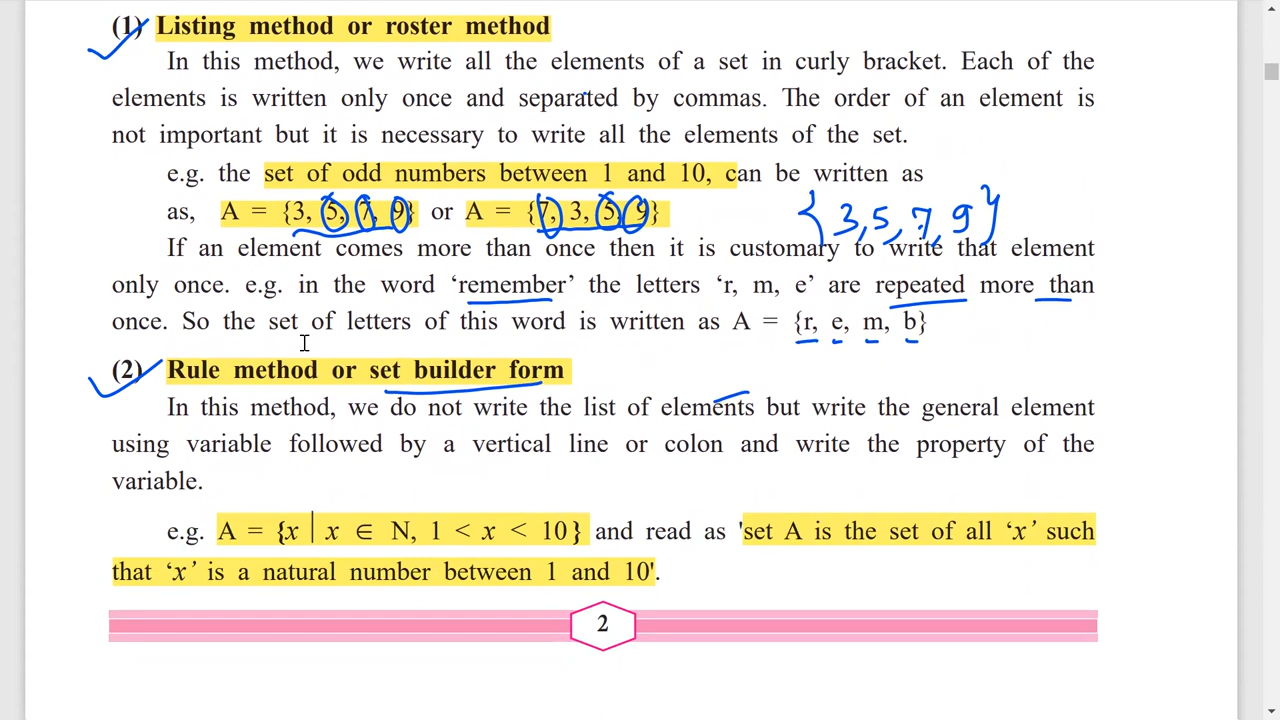 (1) Listing method or roster method
In this method, we write all the elements of a set in curly bracket. Each of the
elements is written only once and separated by commas. The order of an element is
not important but it is necessary to write all the elements of the set.
e.g. the set of odd numbers between 1 and 10, can be written as
as, A = {3, 5, 7, 9} or A = {7, 3, 5, 9} {3,5,7,9}
If an element comes more than once then it is customary to write that element
only once. e.g. in the word ‘remember’ the letters ‘r, m, e’ are repeated more than
once. So the set of letters of this word is written as A = {r, e, m, b}
(2) Rule method or set builder form
In this method, we do not write the list of elements but write the general element
using variable followed by a vertical line or colon and write the property of the
variable.
e.g. A = {x | x ∈ N, 1 < x < 10} and read as 'set A is the set of all ‘x’ such
that ‘x’ is a natural number between 1 and 10'.
2